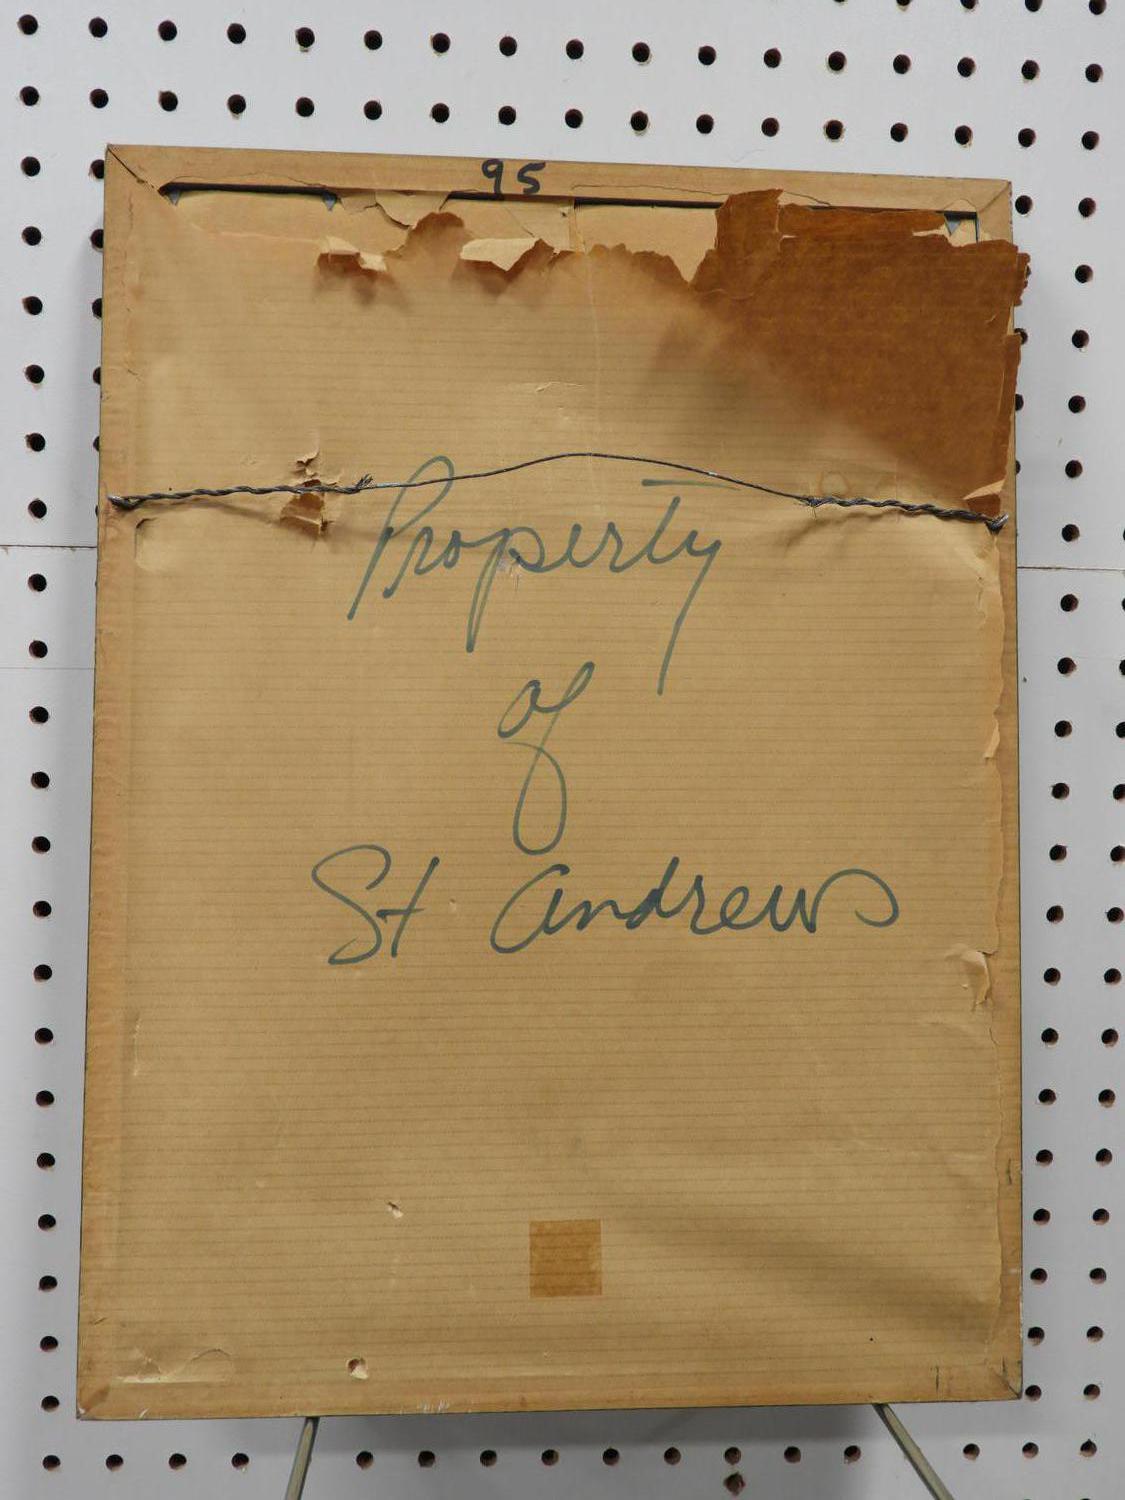 95
Property
of
St Andrews